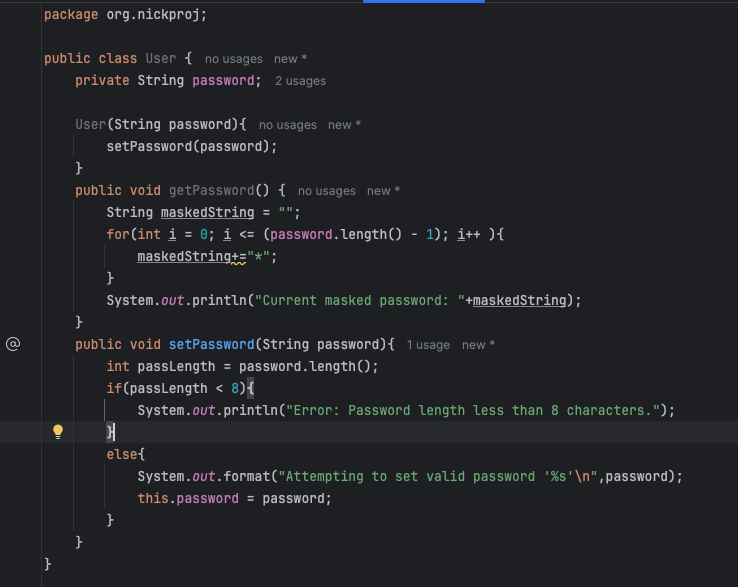 package org.nickproj;
public class User {  no usages  new *
    private String password;  2 usages
    User(String password){  no usages  new *
        setPassword(password);
    }
    public void getPassword() {  no usages  new *
        String maskedString = "";
        for(int i = 0; i <= (password.length() - 1); i++ ){
            maskedString+="*";
        }
        System.out.println("Current masked password: "+maskedString);
    }
    public void setPassword(String password){  1 usage  new *
        int passLength = password.length();
        if(passLength < 8){
            System.out.println("Error: Password length less than 8 characters.");
        }
        else{
            System.out.format("Attempting to set valid password '%s'\n",password);
            this.password = password;
        }
    }
}